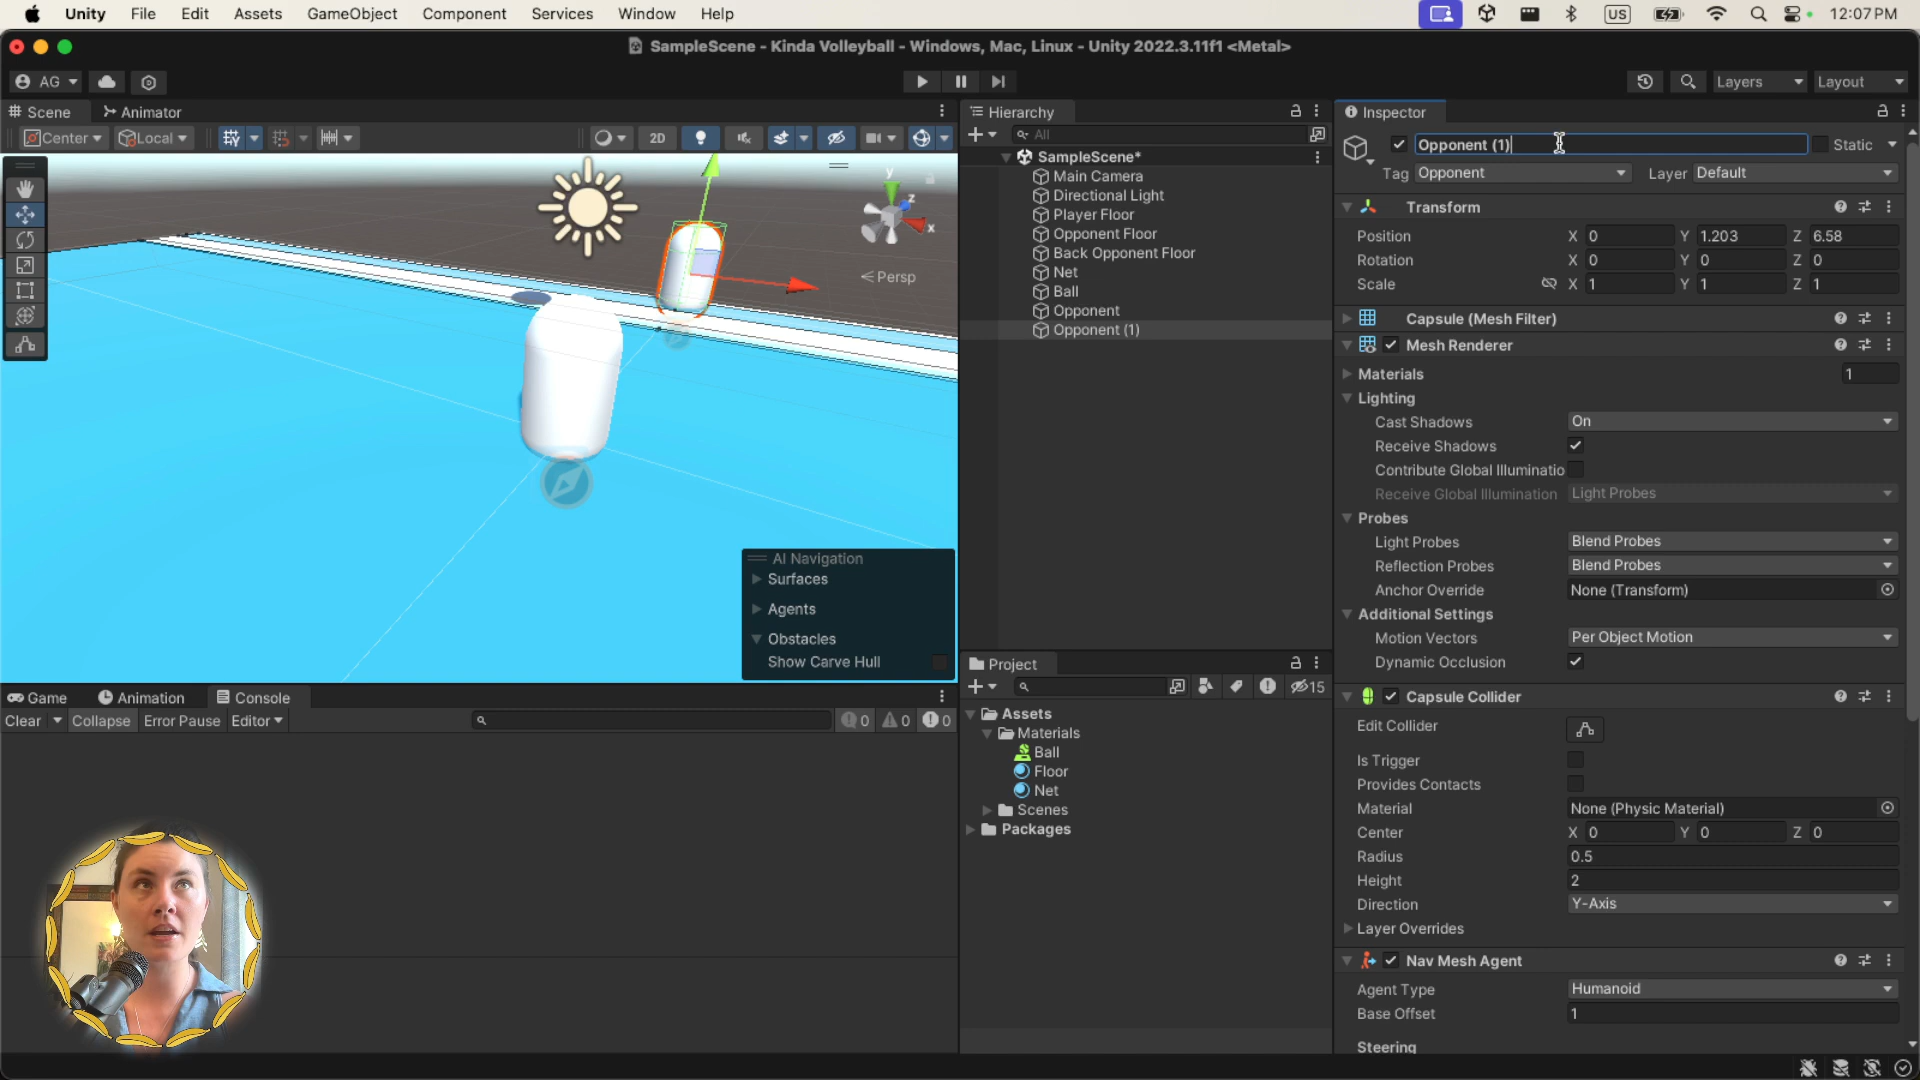 Unity File Edit Assets GameObject Component Services Window Help US 12:07 PM
SampleScene - Kinda Volleyball - Windows, Mac, Linux - Unity 2022.3.11f1 <Metal>
AG Layers Layout
Scene Animator
Center Local 2D
y z x
Persp
AI Navigation
Surfaces
Agents
Obstacles
Show Carve Hull
Game Animation Console
Clear Collapse Error Pause Editor 0 0 0
Hierarchy
All
SampleScene*
Main Camera
Directional Light
Player Floor
Opponent Floor
Back Opponent Floor
Net
Ball
Opponent
Opponent (1)
Project
15
Assets
Materials
Ball
Floor
Net
Scenes
Packages
Inspector
Opponent (1) Static
Tag Opponent Layer Default
Transform
Position X 0 Y 1.203 Z 6.58
Rotation X 0 Y 0 Z 0
Scale X 1 Y 1 Z 1
Capsule (Mesh Filter)
Mesh Renderer
Materials 1
Lighting
Cast Shadows On
Receive Shadows
Contribute Global Illuminatio
Receive Global Illumination Light Probes
Probes
Light Probes Blend Probes
Reflection Probes Blend Probes
Anchor Override None (Transform)
Additional Settings
Motion Vectors Per Object Motion
Dynamic Occlusion
Capsule Collider
Edit Collider
Is Trigger
Provides Contacts
Material None (Physic Material)
Center X 0 Y 0 Z 0
Radius 0.5
Height 2
Direction Y-Axis
Layer Overrides
Nav Mesh Agent
Agent Type Humanoid
Base Offset 1
Steering